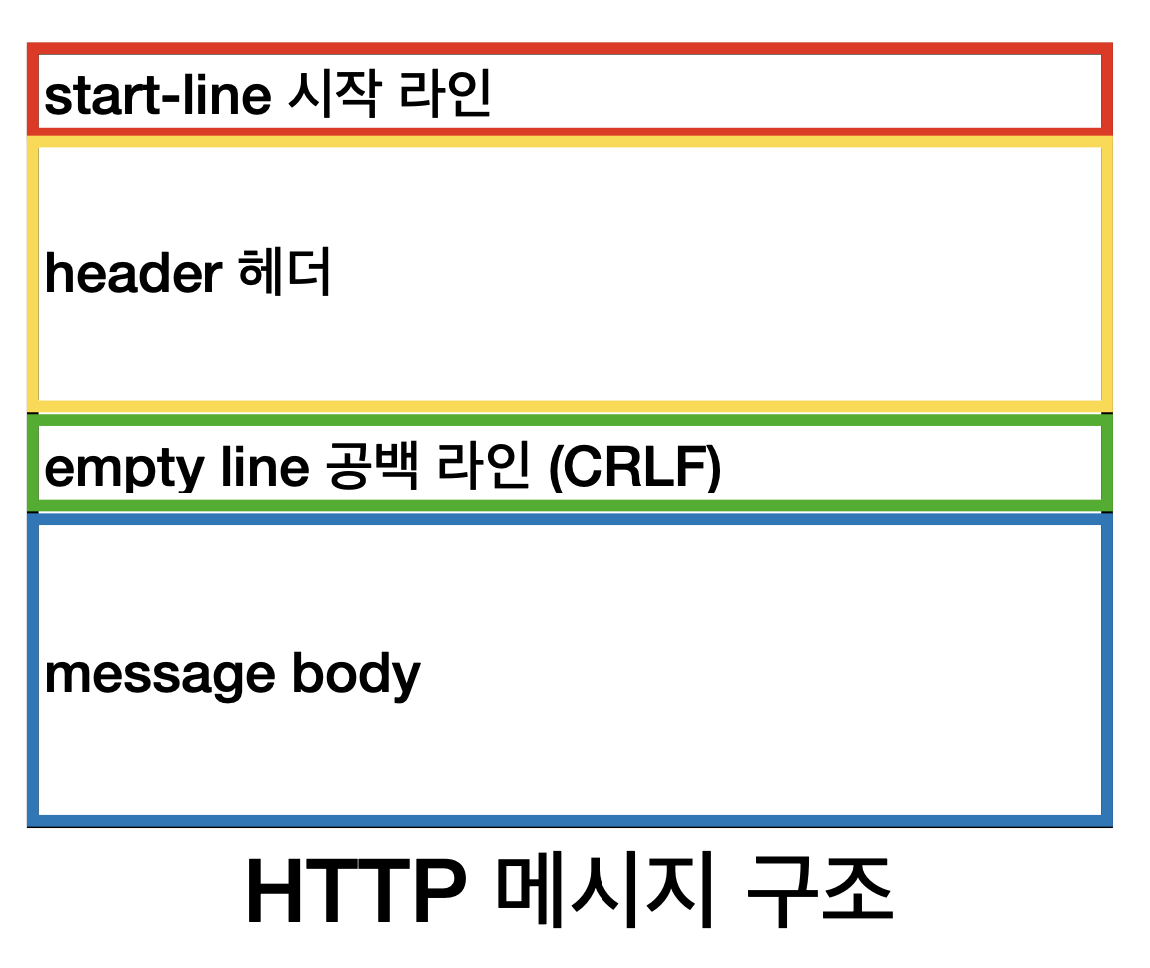 start-line 시작 라인
header 헤더
empty line 공백 라인 (CRLF)
message body
HTTP 메시지 구조